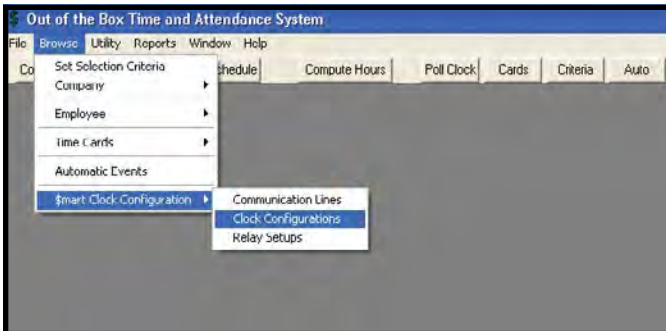 Out of the Box Time and Attendance System
File Browse Utility Reports Window Help
Co chedule Compute Hours Poll Clock Cards Criteria Auto
Set Selection Criteria
Company
Employee
Time Cards
Automatic Events
$mart Clock Configuration
Communication Lines
Clock Configurations
Relay Setups